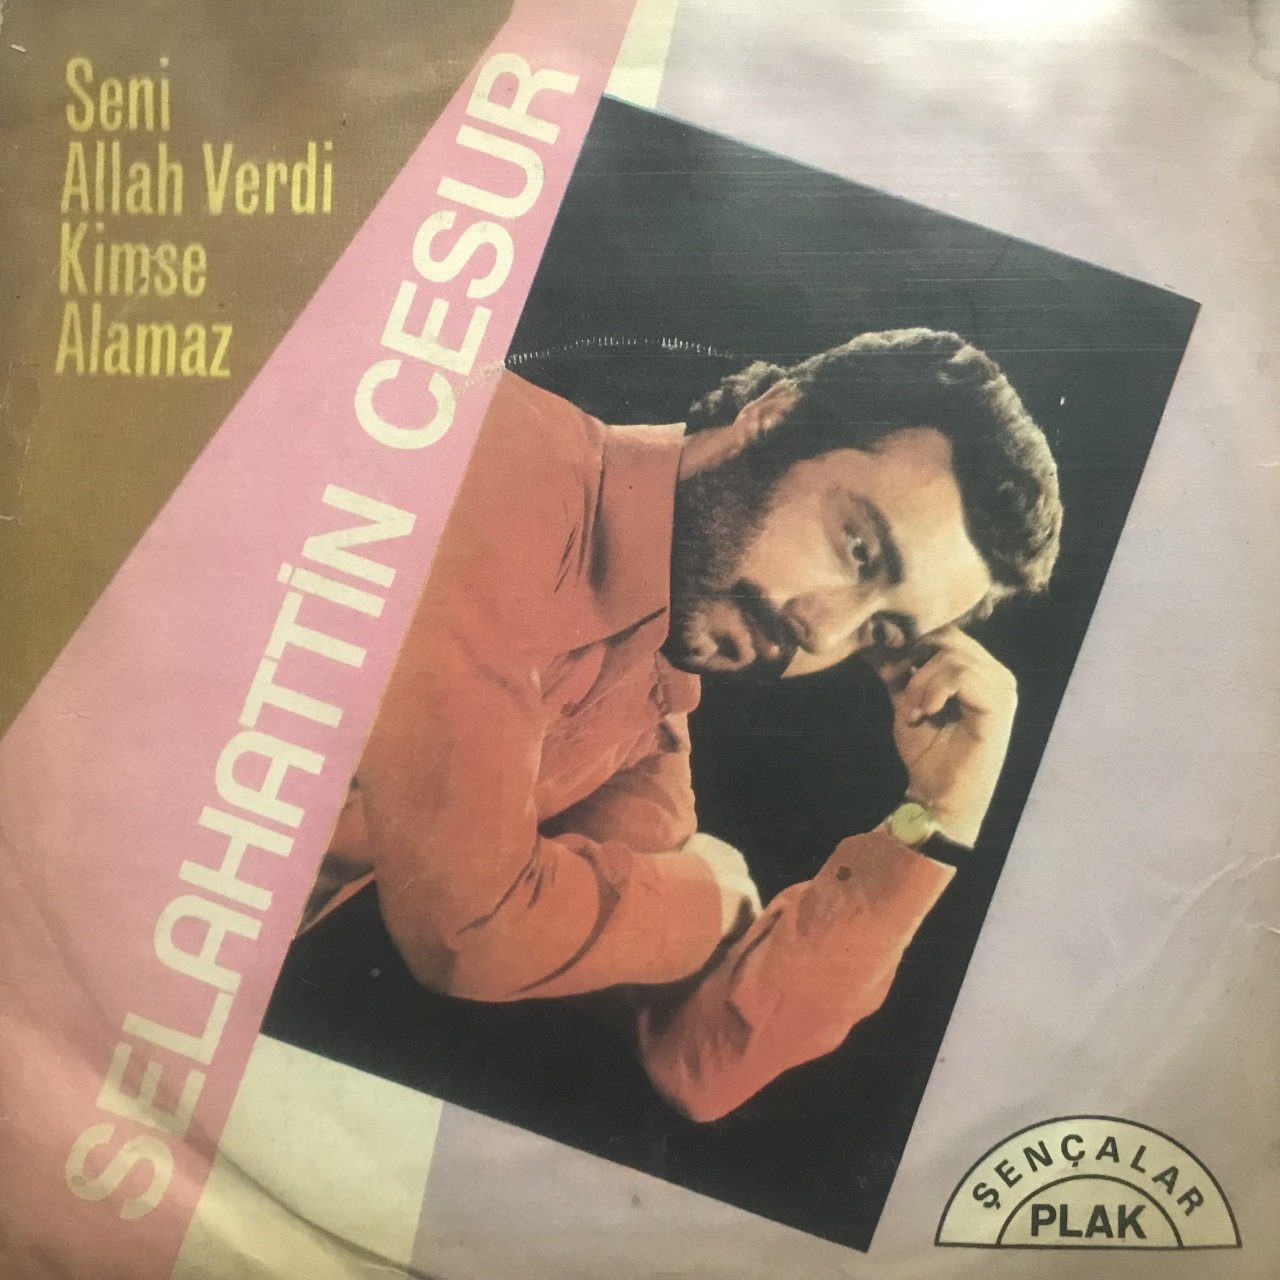 Seni
Allah Verdi
Kimse
Alamaz
SELAHATTİN CESUR
ŞENÇALAR
PLAK